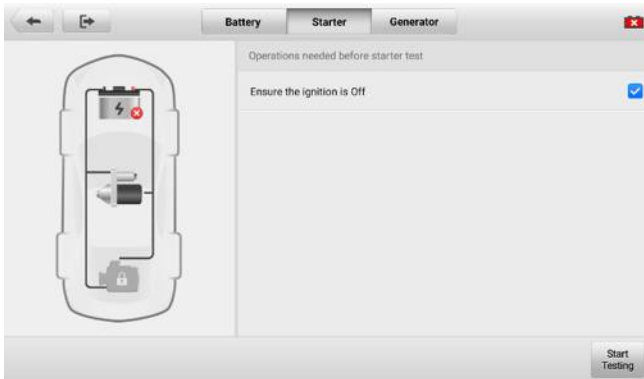 Battery
Starter
Generator
Operations needed before starter test
Ensure the ignition is Off
Start
Testing